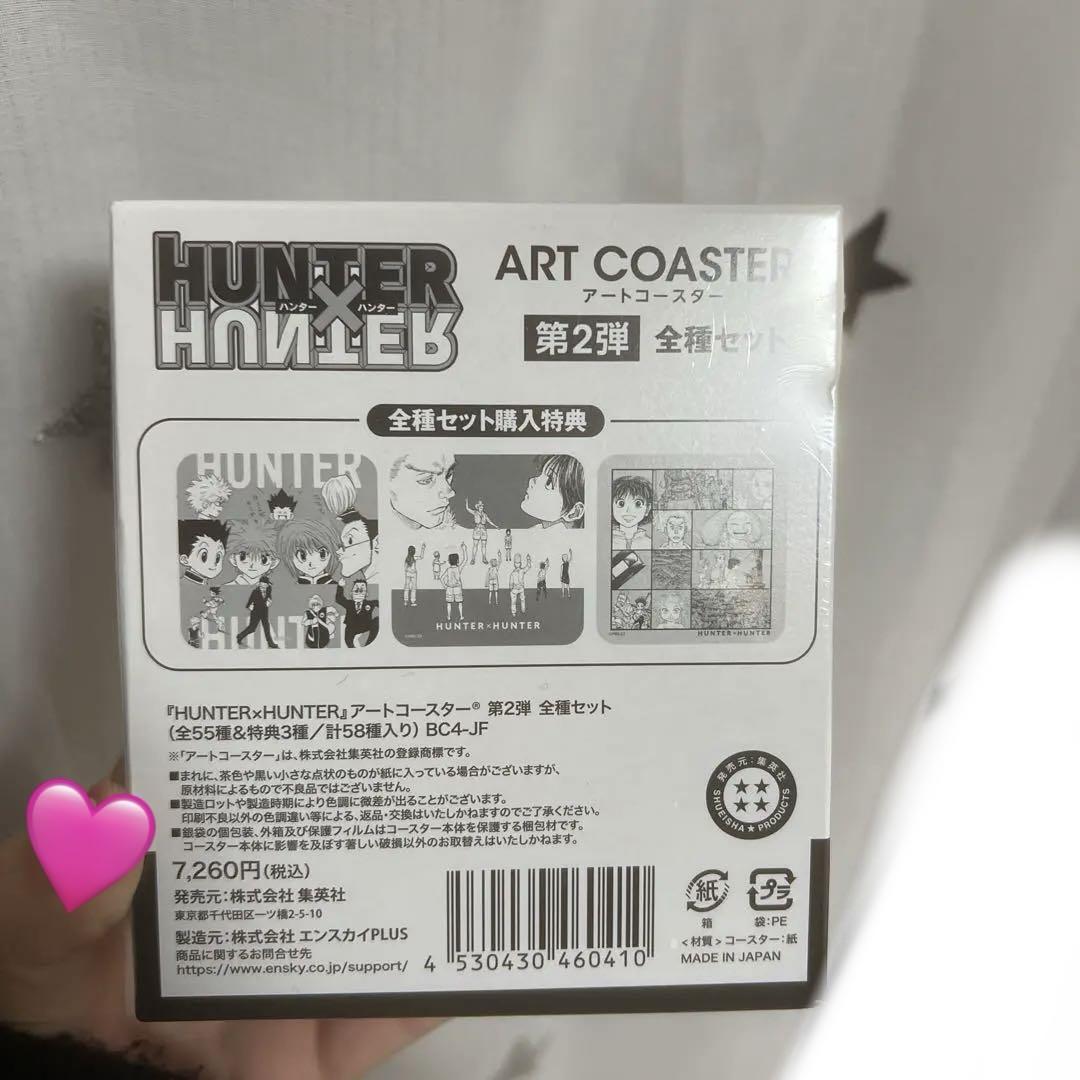 HUNTER
ハンター×ハンター
HUNTER
ART COASTER
アートコースター
第2弾 全種セット
全種セット購入特典
HUNTER
HUNTER
HUNTER×HUNTER
HUNTER×HUNTER
『HUNTER×HUNTER』アートコースター® 第2弾 全種セット
(全55種&特典3種/計58種入り) BC4-JF
※「アートコースター」は、株式会社集英社の登録商標です。
■まれに、茶色や黒い小さな点状のものが紙に入っている場合がございますが、
原材料によるもので不良品ではございません。
■製造ロットや製造時期により色調に微差が出ることがございます。
印刷不良以外の色調違い等による、返品・交換はいたしかねますのでご了承ください。
■銀袋の個包装、外箱及び保護フィルムはコースター本体を保護する梱包材です。
コースター本体に影響を及ぼす著しい破損以外のお取替えはいたしかねます。
7,260円(税込)
発売元:株式会社 集英社
東京都千代田区一ツ橋2-5-10
製造元:株式会社 エンスカイPLUS
商品に関するお問合せ先
https://www.ensky.co.jp/support/
4 530430 460410
発売元:集英社
SHUEISHA★PRODUCTS
紙
箱
プラ
袋:PE
<材質>コースター:紙
MADE IN JAPAN